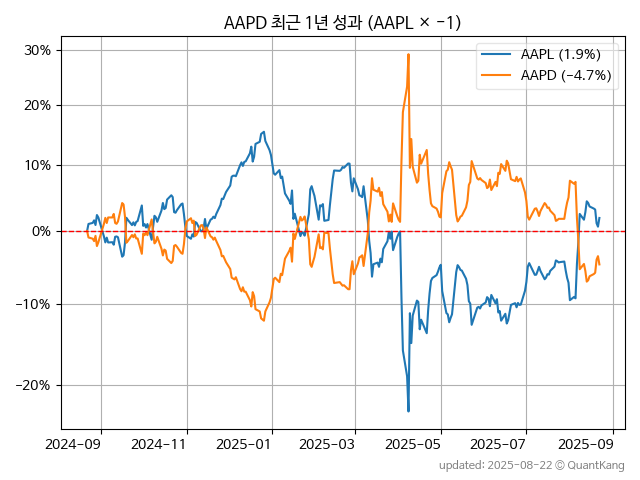 AAPD 최근 1년 성과 (AAPL × −1)
AAPL (1.9%)
AAPD (−4.7%)
30%
20%
10%
0%
−10%
−20%
2024-09 2024-11 2025-01 2025-03 2025-05 2025-07 2025-09
updated: 2025-08-22 © QuantKang